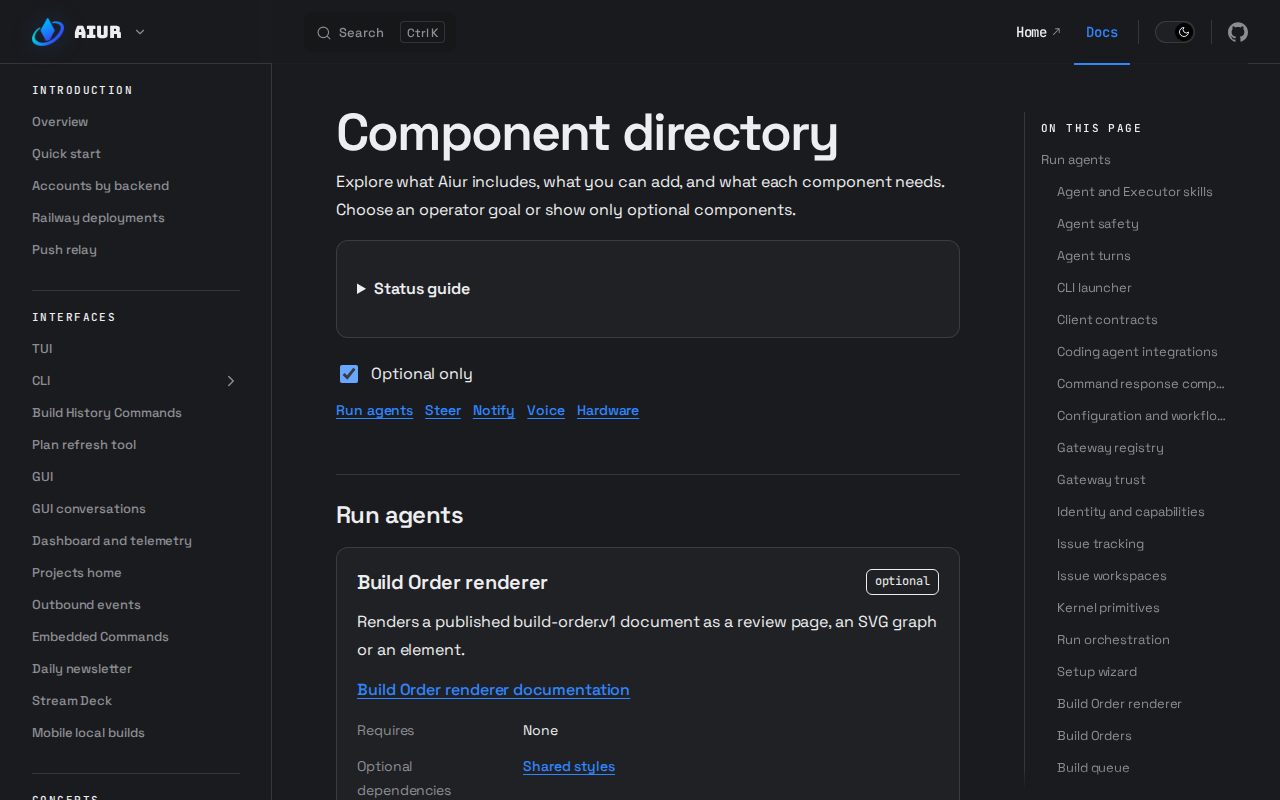 AIUR
Search Ctrl K
Home
Docs
INTRODUCTION
Overview
Quick start
Accounts by backend
Railway deployments
Push relay
INTERFACES
TUI
CLI
Build History Commands
Plan refresh tool
GUI
GUI conversations
Dashboard and telemetry
Projects home
Outbound events
Embedded Commands
Daily newsletter
Stream Deck
Mobile local builds
CONCEPTS
Component directory
Explore what Aiur includes, what you can add, and what each component needs.
Choose an operator goal or show only optional components.
Status guide
Optional only
Run agents Steer Notify Voice Hardware
Run agents
Build Order renderer
optional
Renders a published build-order.v1 document as a review page, an SVG graph
or an element.
Build Order renderer documentation
Requires None
Optional Shared styles
dependencies
ON THIS PAGE
Run agents
Agent and Executor skills
Agent safety
Agent turns
CLI launcher
Client contracts
Coding agent integrations
Command response comp…
Configuration and workflo…
Gateway registry
Gateway trust
Identity and capabilities
Issue tracking
Issue workspaces
Kernel primitives
Run orchestration
Setup wizard
Build Order renderer
Build Orders
Build queue